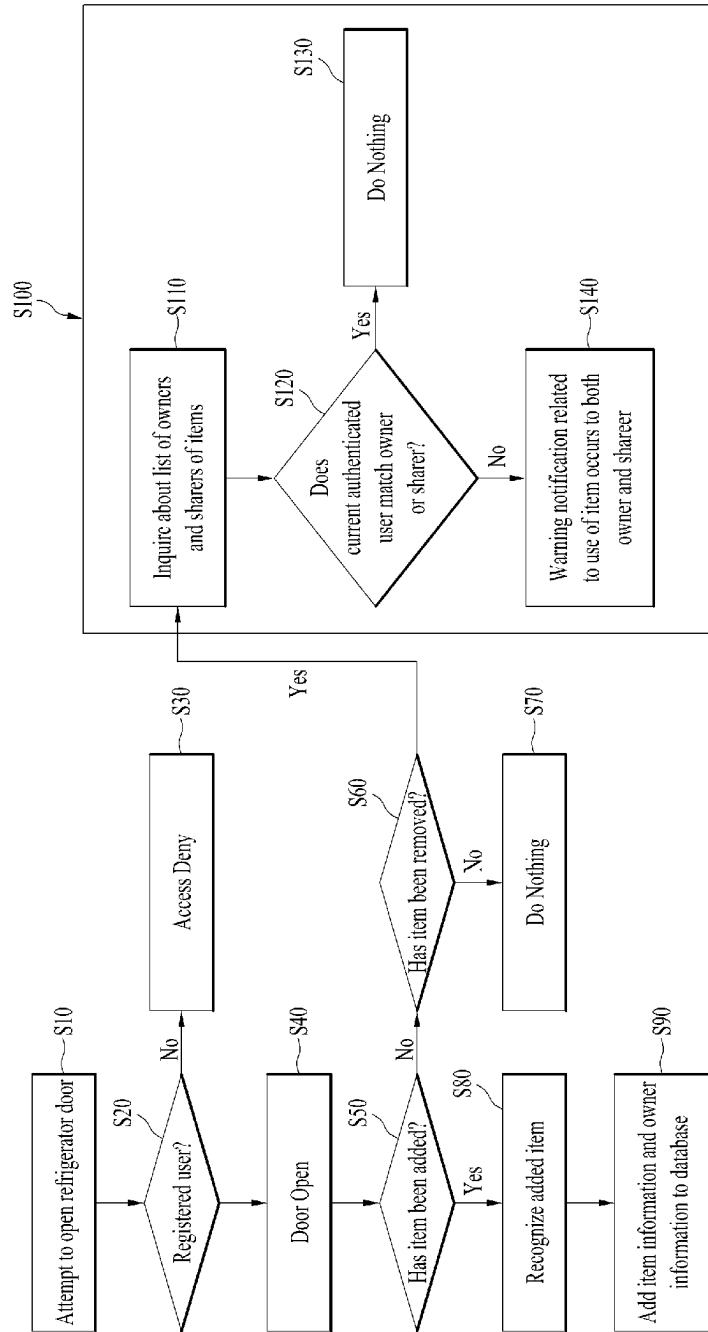 S10
Attempt to open refrigerator door
S20
Registered user?
No
S30
Access Deny
S40
Door Open
S50
Has item been added?
No
Yes
S60
Has item been removed?
Yes
No
S70
Do Nothing
S80
Recognize added item
S90
Add item information and owner
information to database
S100
S110
Inquire about list of owners
and sharers of items
S120
Does
current authenticated
user match owner
or sharer?
Yes
S130
Do Nothing
No
S140
Warning notification related
to use of item occurs to both
owner and shareer